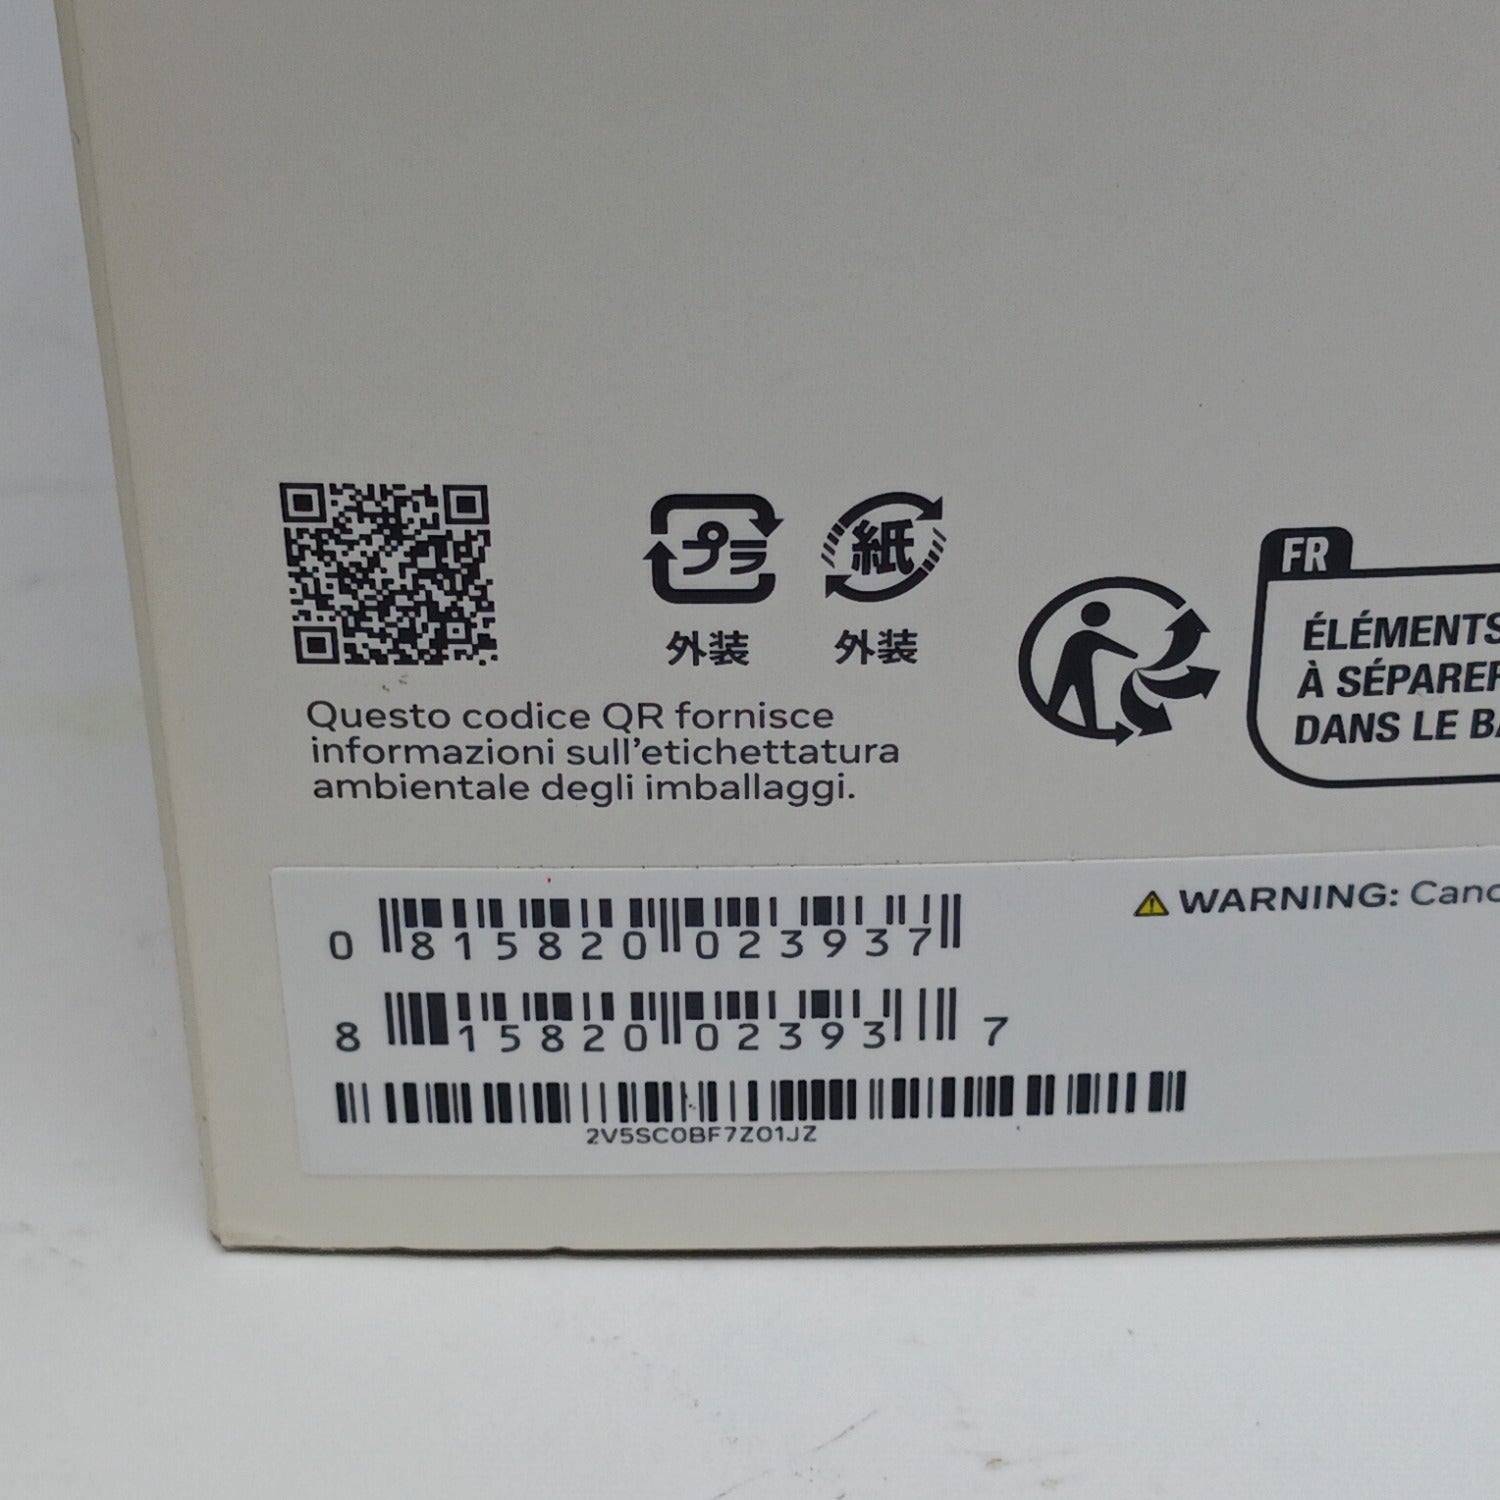 プラ
紙
外装
外装
Questo codice QR fornisce
informazioni sull'etichettatura
ambientale degli imballaggi.
FR
ÉLÉMENTS
À SÉPARER
DANS LE
0 815820 023937
WARNING:
8 15820 02393 7
2V5SC0BF7Z01JZ